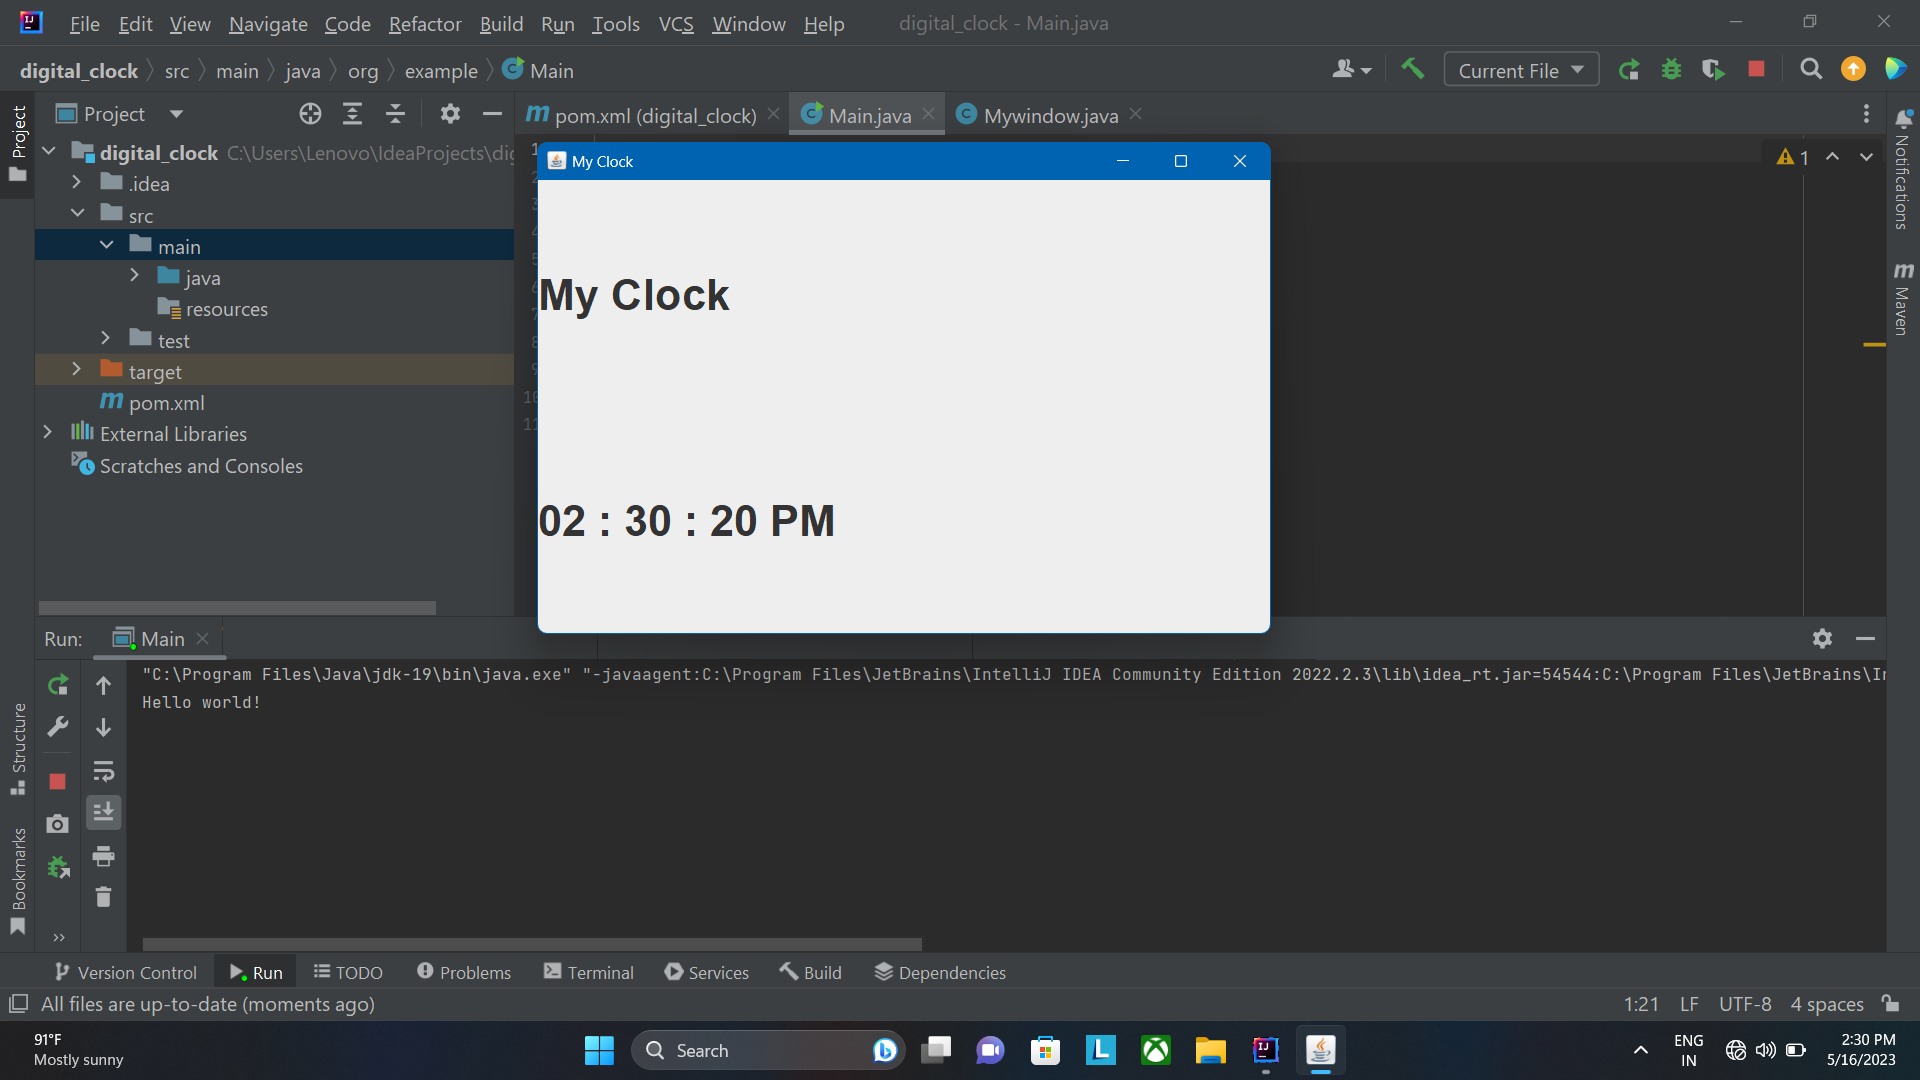 File Edit View Navigate Code Refactor Build Run Tools VCS Window Help digital_clock - Main.java
digital_clock src main java org example Main Current File
Project pom.xml (digital_clock) Main.java Mywindow.java
Project
digital_clock C:\Users\Lenovo\IdeaProjects\dig
.idea
src
main
java
resources
test
target
pom.xml
External Libraries
Scratches and Consoles
1
10
11
My Clock
My Clock
02 : 30 : 20 PM
1
Notifications
Maven
Run: Main
"C:\Program Files\Java\jdk-19\bin\java.exe" "-javaagent:C:\Program Files\JetBrains\IntelliJ IDEA Community Edition 2022.2.3\lib\idea_rt.jar=54544:C:\Program Files\JetBrains\In
Hello world!
Structure
Bookmarks
Version Control Run TODO Problems Terminal Services Build Dependencies
All files are up-to-date (moments ago) 1:21 LF UTF-8 4 spaces
91°F
Mostly sunny
Search
ENG
IN
2:30 PM
5/16/2023